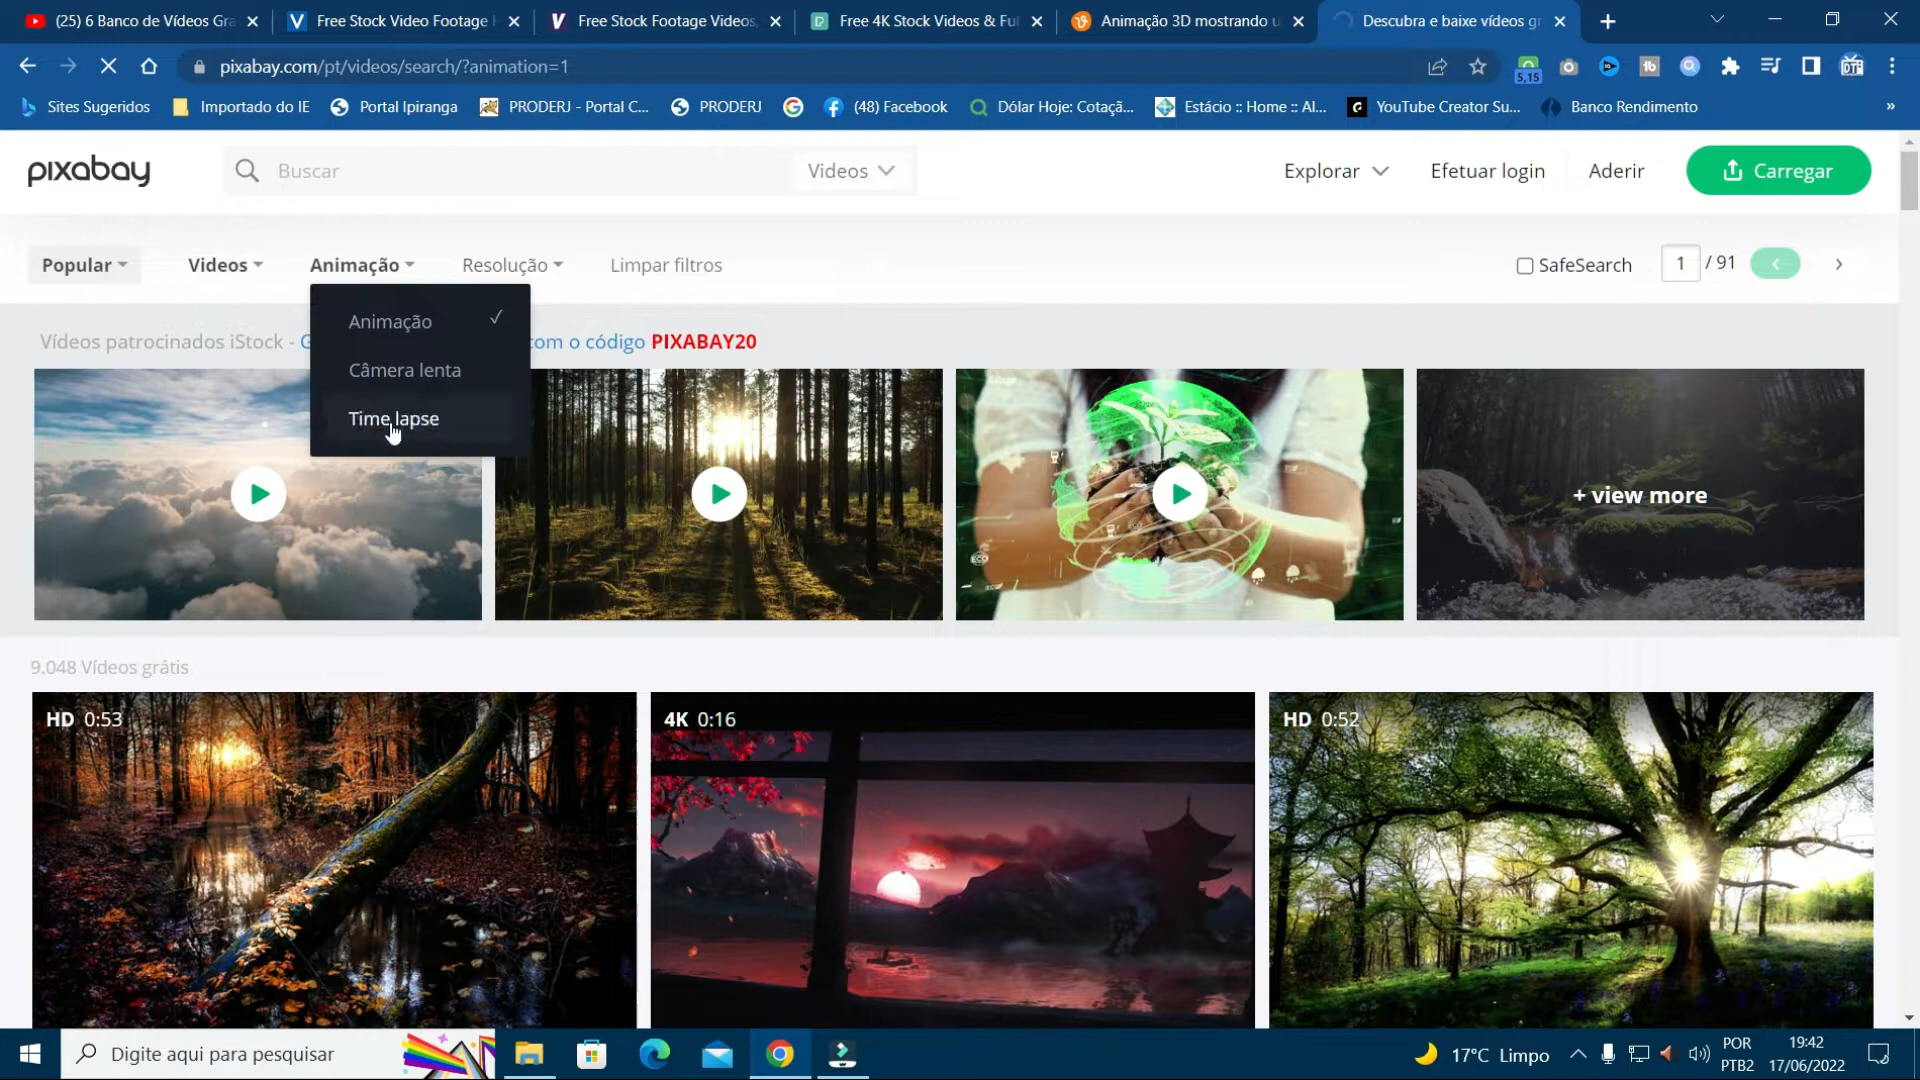 (25) 6 Banco de Vídeos Gra
Free Stock Video Footage H
Free Stock Footage Videos,
Free 4K Stock Videos & Ful
Animação 3D mostrando u
Descubra e baixe vídeos gr
pixabay.com/pt/videos/search/?animation=1
5,15
Sites Sugeridos
Importado do IE
Portal Ipiranga
PRODERJ - Portal C...
PRODERJ
(48) Facebook
Dólar Hoje: Cotaçã...
Estácio :: Home :: Al...
YouTube Creator Su...
Banco Rendimento
»
pixabay
Buscar
Videos
Explorar
Efetuar login
Aderir
Carregar
Popular
Videos
Animação
Resolução
Limpar filtros
SafeSearch
1 / 91
Animação
Câmera lenta
Time lapse
Vídeos patrocinados iStock - G
com o código PIXABAY20
ECO
+ view more
9.048 Vídeos grátis
HD 0:53
4K 0:16
HD 0:52
Digite aqui para pesquisar
17°C Limpo
POR
PTB2
19:42
17/06/2022